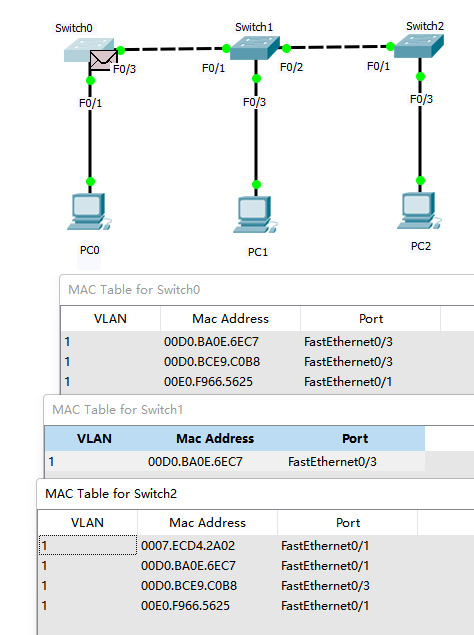 Switch0 Switch1 Switch2
F0/3 F0/1 F0/2 F0/1
F0/1 F0/3 F0/3
PC0 PC1 PC2
MAC Table for Switch0
VLAN Mac Address Port
1 00D0.BA0E.6EC7 FastEthernet0/3
1 00D0.BCE9.C0B8 FastEthernet0/3
1 00E0.F966.5625 FastEthernet0/1
MAC Table for Switch1
VLAN Mac Address Port
1 00D0.BA0E.6EC7 FastEthernet0/3
MAC Table for Switch2
VLAN Mac Address Port
1 0007.ECD4.2A02 FastEthernet0/1
1 00D0.BA0E.6EC7 FastEthernet0/1
1 00D0.BCE9.C0B8 FastEthernet0/3
1 00E0.F966.5625 FastEthernet0/1